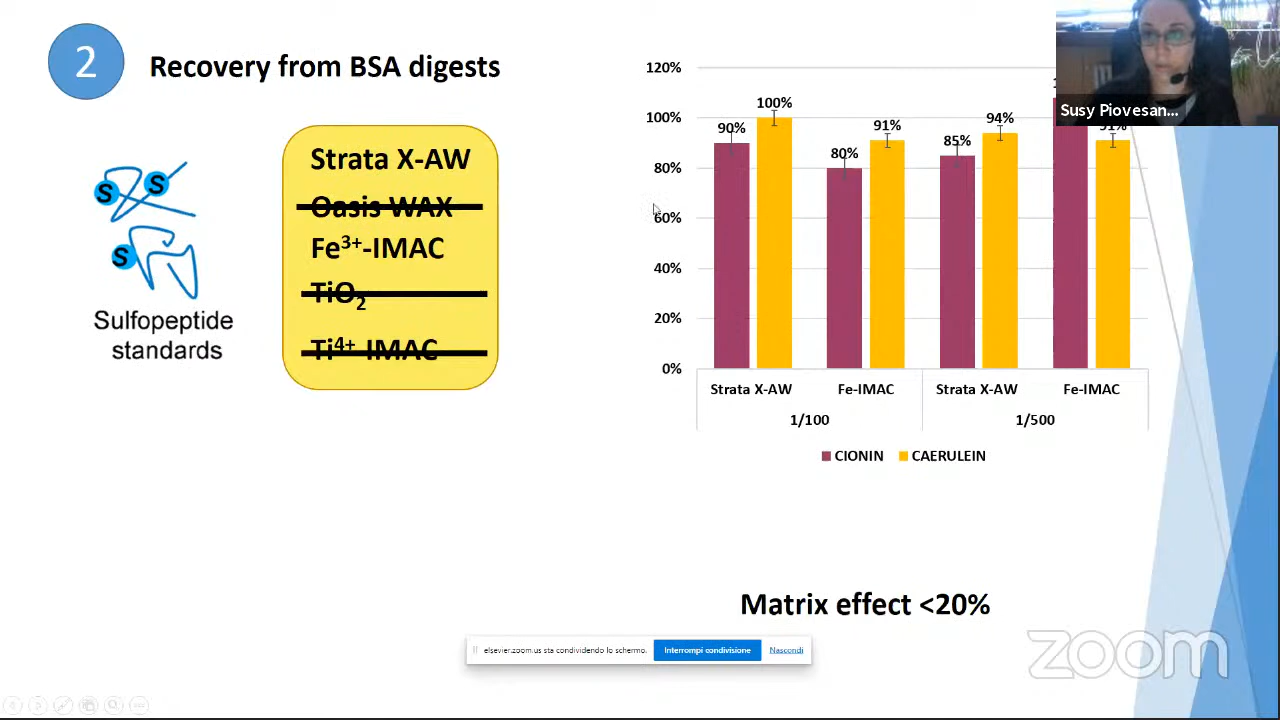 2
Recovery from BSA digests
S
S
S
Sulfopeptide
standards
Strata X-AW
Oasis WAX
Fe³⁺-IMAC
TiO₂
Ti⁴⁺-IMAC
120%
100%
80%
60%
40%
20%
0%
90%
100%
80%
91%
85%
94%
91%
Strata X-AW
Fe-IMAC
Strata X-AW
Fe-IMAC
1/100
1/500
CIONIN
CAERULEIN
Susy Piovesan...
Matrix effect <20%
elsevier.zoom.us sta condividendo lo schermo.
Interrompi condivisione
Nascondi
zoom